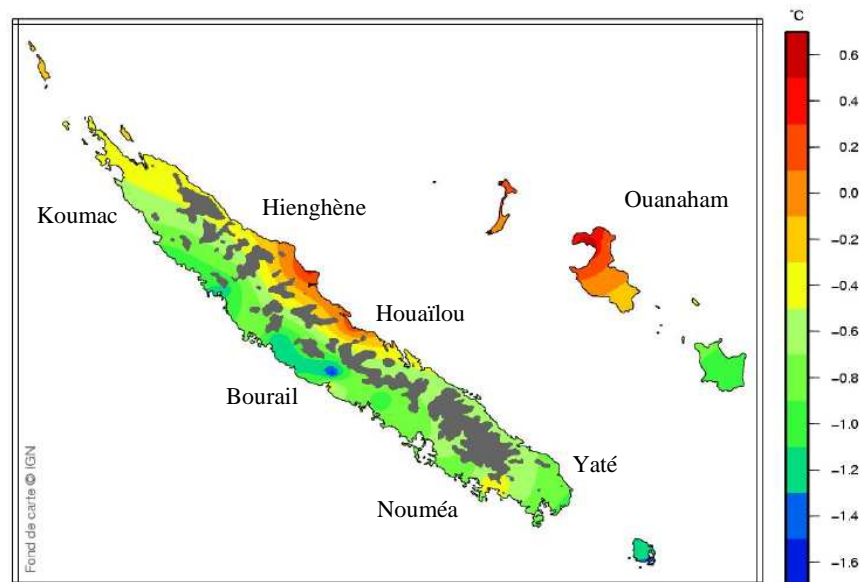 °C
0.6
0.4
0.2
0.0
−0.2
−0.4
−0.6
−0.8
−1.0
−1.2
−1.4
−1.6
Ouanaham
Hienghène
Koumac
Houaïlou
Bourail
Yaté
Nouméa
Fond de carte © IGN